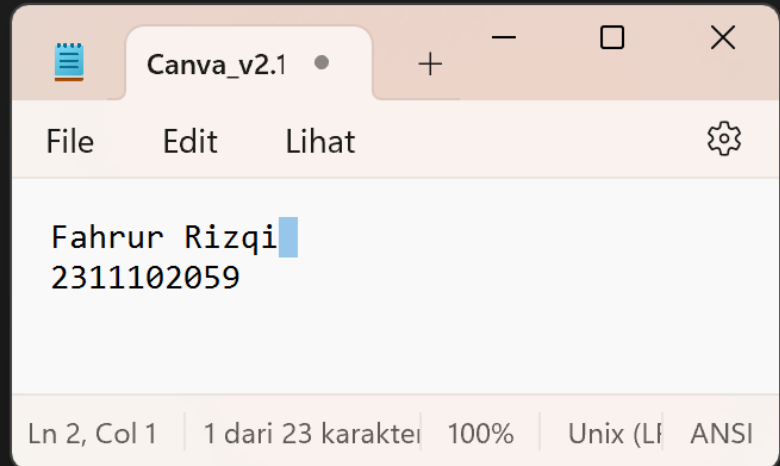 Canva_v2.1
File Edit Lihat
Fahrur Rizqi
2311102059
Ln 2, Col 1 1 dari 23 karakter 100% Unix (LF ANSI